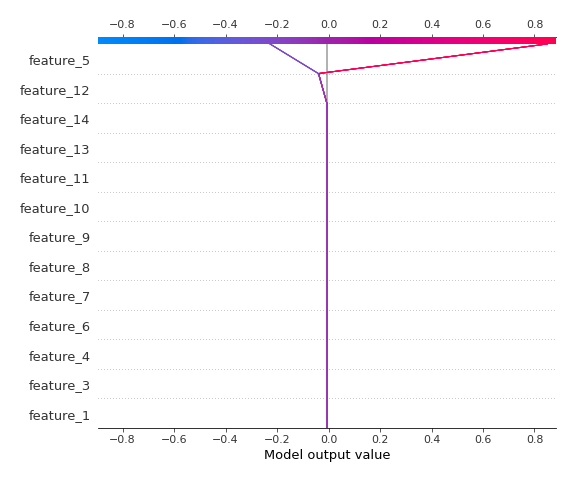 −0.8 −0.6 −0.4 −0.2 0.0 0.2 0.4 0.6 0.8
feature_5
feature_12
feature_14
feature_13
feature_11
feature_10
feature_9
feature_8
feature_7
feature_6
feature_4
feature_3
feature_1
−0.8 −0.6 −0.4 −0.2 0.0 0.2 0.4 0.6 0.8
Model output value